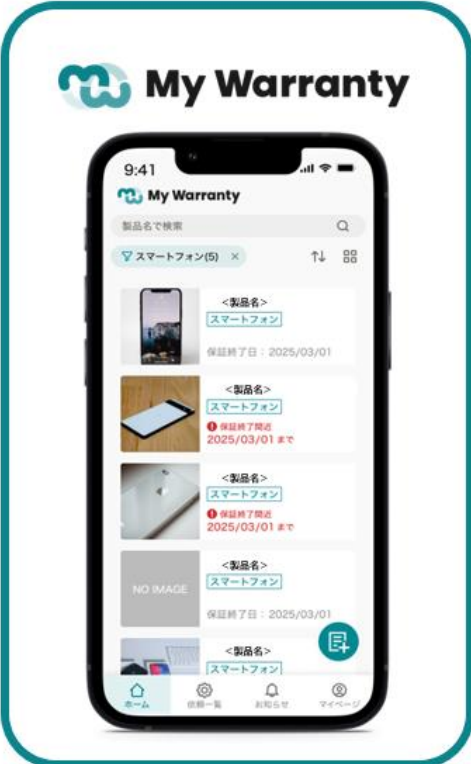 My Warranty
9:41
My Warranty
製品名で検索
スマートフォン(5) ×
<製品名>
スマートフォン
保証終了日：2025/03/01
<製品名>
スマートフォン
保証終了間近
2025/03/01 まで
<製品名>
スマートフォン
保証終了間近
2025/03/01 まで
NO IMAGE
<製品名>
スマートフォン
保証終了日：2025/03/01
<製品名>
スマートフォン
ホーム 依頼一覧 お知らせ マイページ